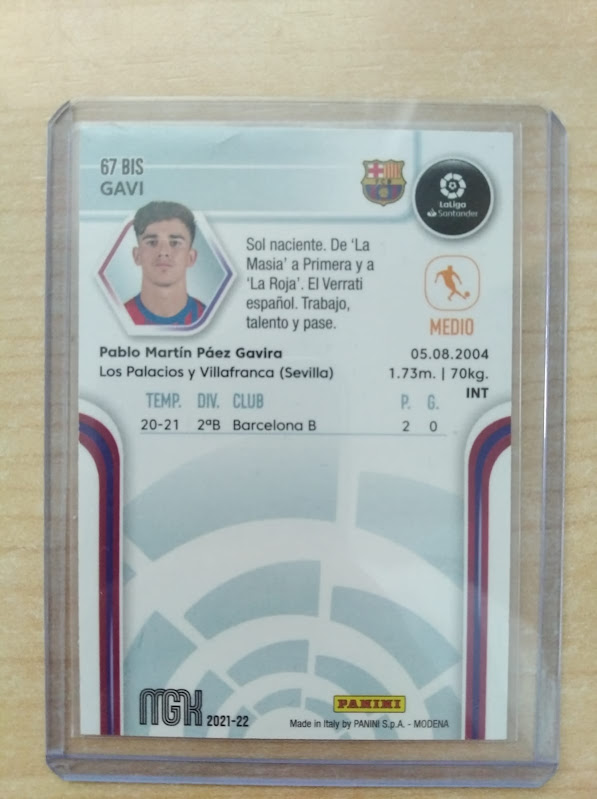 67 BIS
GAVI
FCB
LaLiga
Santander
Sol naciente. De 'La
Masia' a Primera y a
'La Roja'. El Verrati
español. Trabajo,
talento y pase.
MEDIO
Pablo Martín Páez Gavira 05.08.2004
Los Palacios y Villafranca (Sevilla) 1.73m. | 70kg.
INT
TEMP. DIV. CLUB P. G.
20-21 2ªB Barcelona B 2 0
MGK 2021-22
PANINI
Made in Italy by PANINI S.p.A. - MODENA